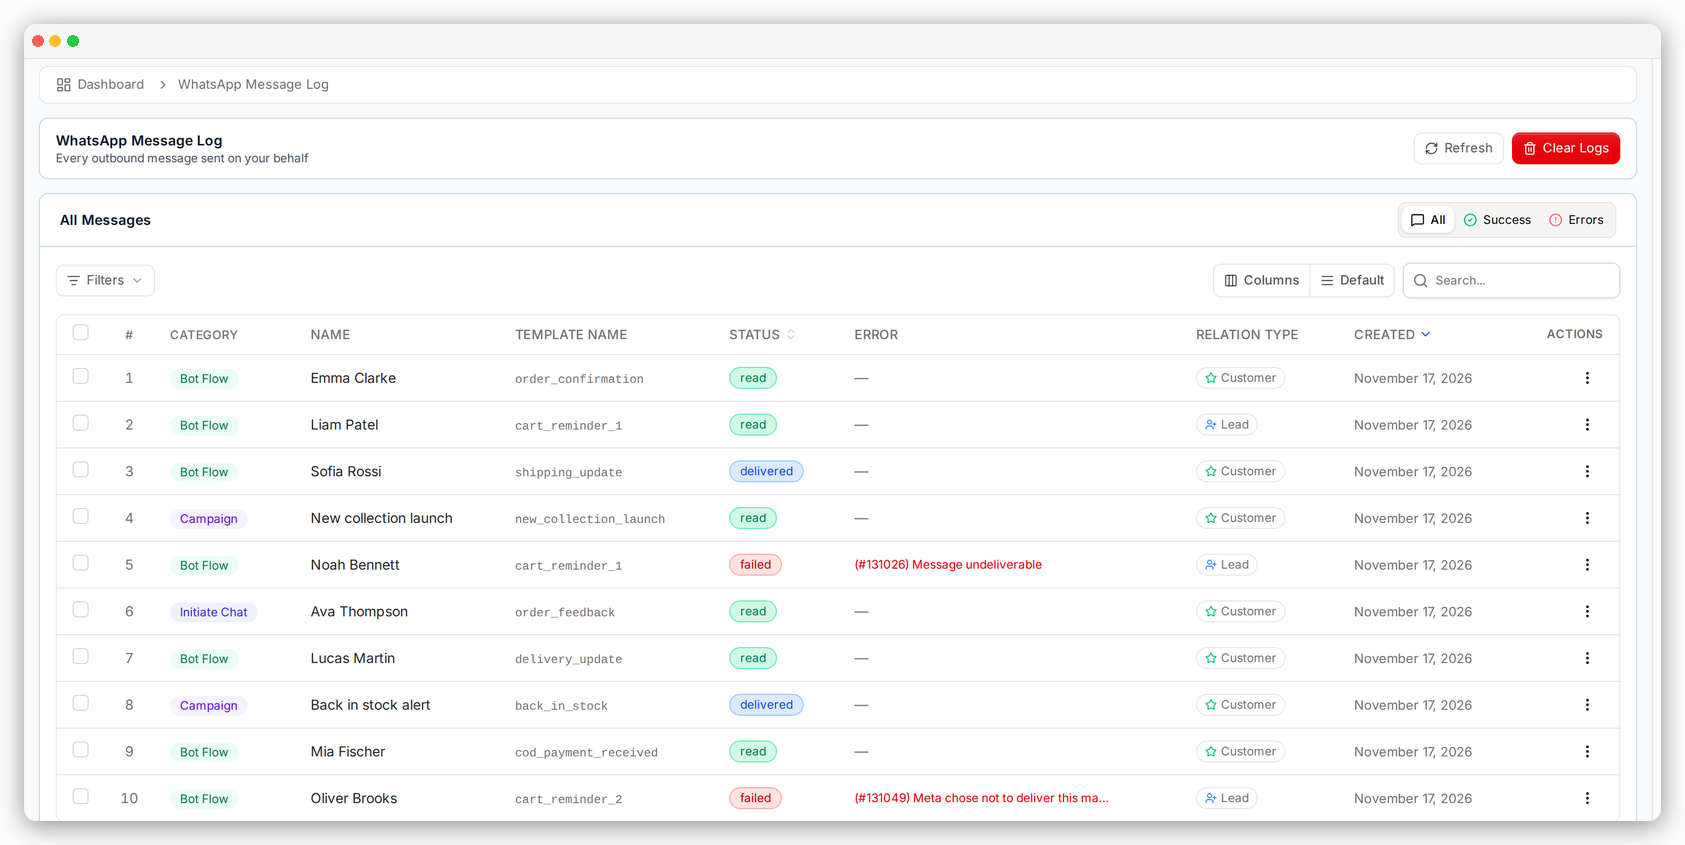 Dashboard > WhatsApp Message Log
WhatsApp Message Log
Every outbound message sent on your behalf
Refresh Clear Logs
All Messages
All Success Errors
Filters Columns Default Search...
# CATEGORY NAME TEMPLATE NAME STATUS ERROR RELATION TYPE CREATED ACTIONS
1 Bot Flow Emma Clarke order_confirmation read — Customer November 17, 2026
2 Bot Flow Liam Patel cart_reminder_1 read — Lead November 17, 2026
3 Bot Flow Sofia Rossi shipping_update delivered — Customer November 17, 2026
4 Campaign New collection launch new_collection_launch read — Customer November 17, 2026
5 Bot Flow Noah Bennett cart_reminder_1 failed (#131026) Message undeliverable Lead November 17, 2026
6 Initiate Chat Ava Thompson order_feedback read — Customer November 17, 2026
7 Bot Flow Lucas Martin delivery_update read — Customer November 17, 2026
8 Campaign Back in stock alert back_in_stock delivered — Customer November 17, 2026
9 Bot Flow Mia Fischer cod_payment_received read — Customer November 17, 2026
10 Bot Flow Oliver Brooks cart_reminder_2 failed (#131049) Meta chose not to deliver this ma... Lead November 17, 2026